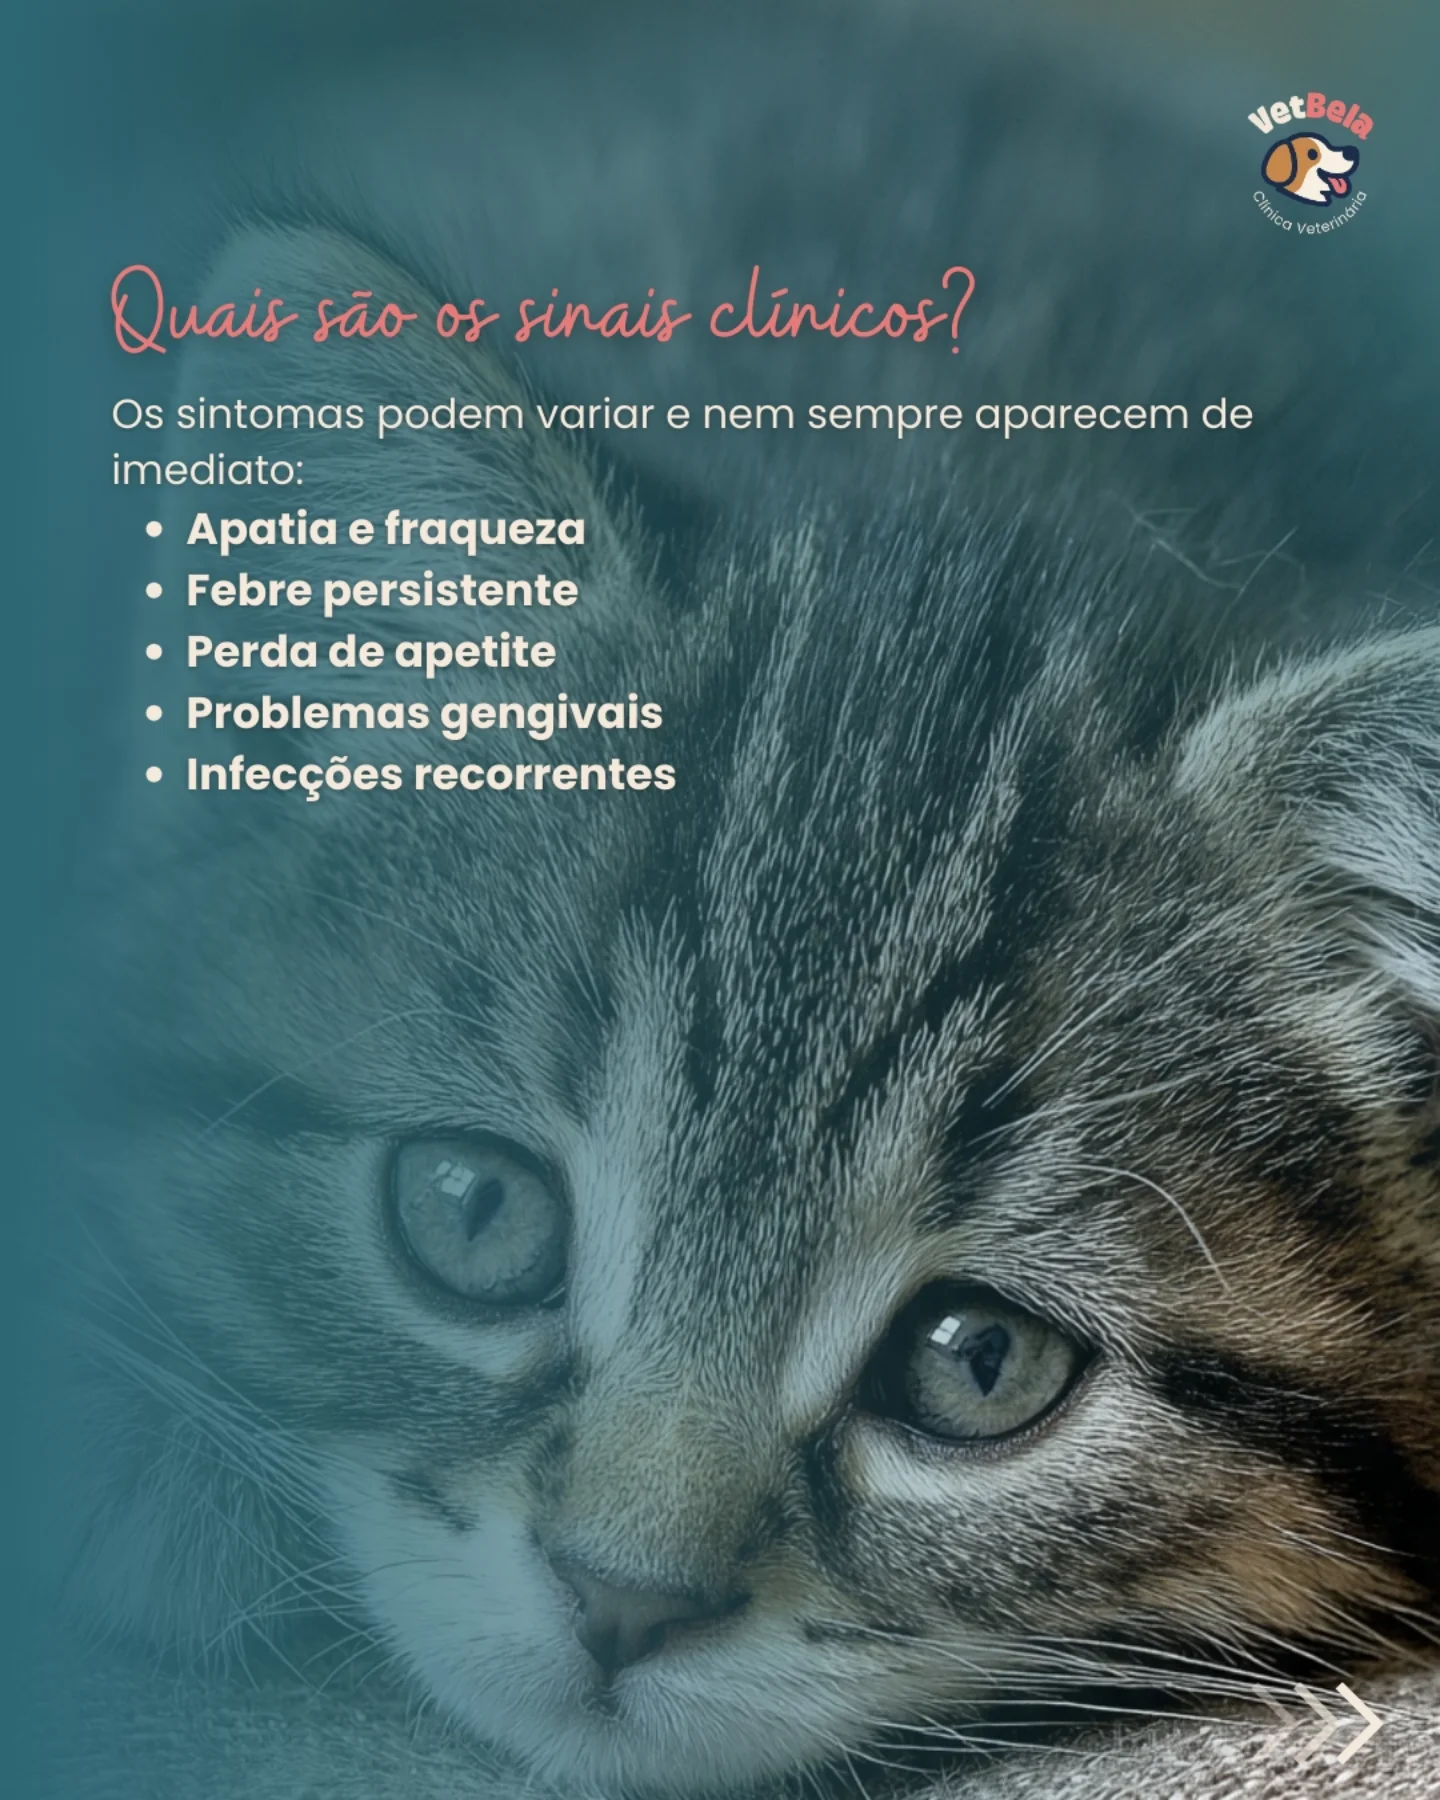 VetBela
Clínica Veterinária
Quais são os sinais clínicos?
Os sintomas podem variar e nem sempre aparecem de
imediato:
• Apatia e fraqueza
• Febre persistente
• Perda de apetite
• Problemas gengivais
• Infecções recorrentes